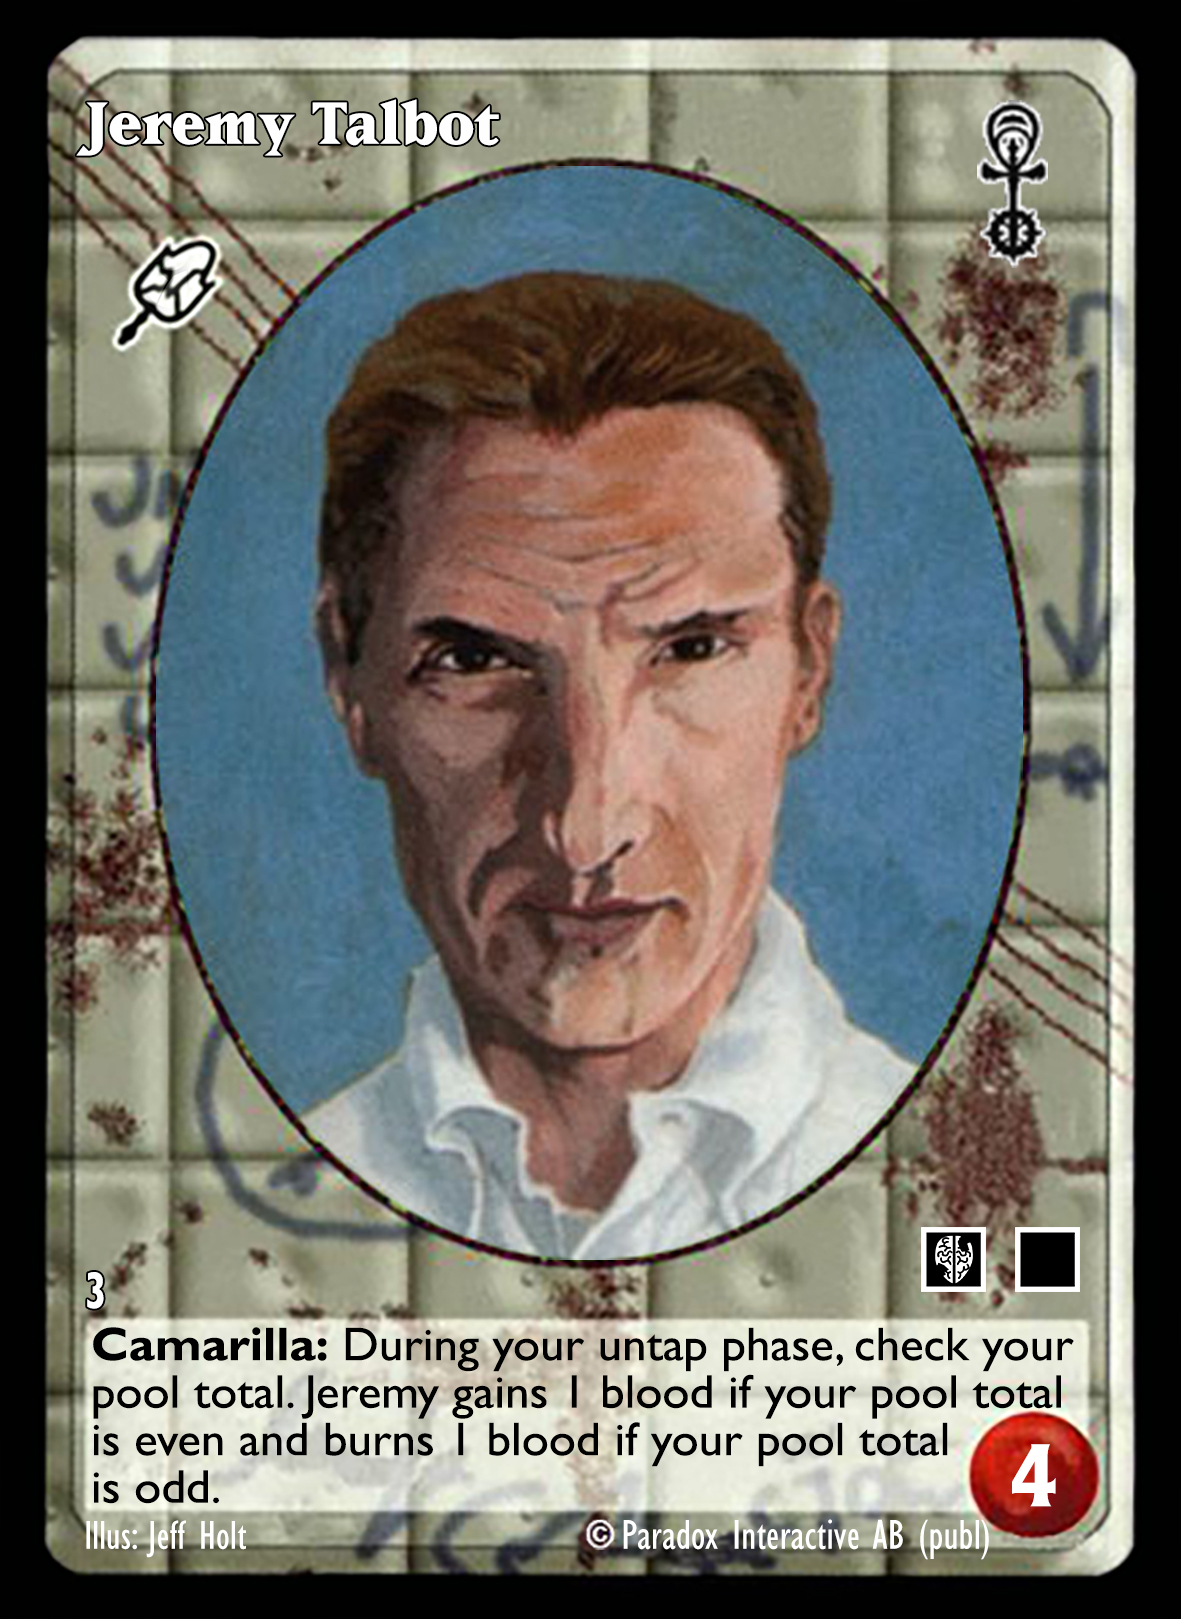 Jeremy Talbot
3
Camarilla: During your untap phase, check your
pool total. Jeremy gains 1 blood if your pool total
is even and burns 1 blood if your pool total
is odd.
4
Illus: Jeff Holt
© Paradox Interactive AB (publ)